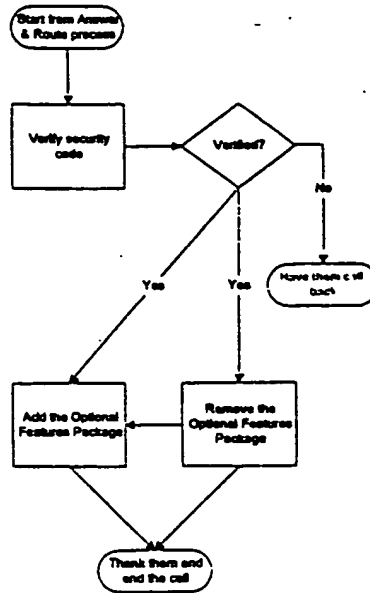 Start from Answer
& Route process
Verify security
code
Verified?
No
Have them call
back
Yes
Yes
Add the Optional
Features Package
Remove the
Optional Features
Package
Thank them and
end the call